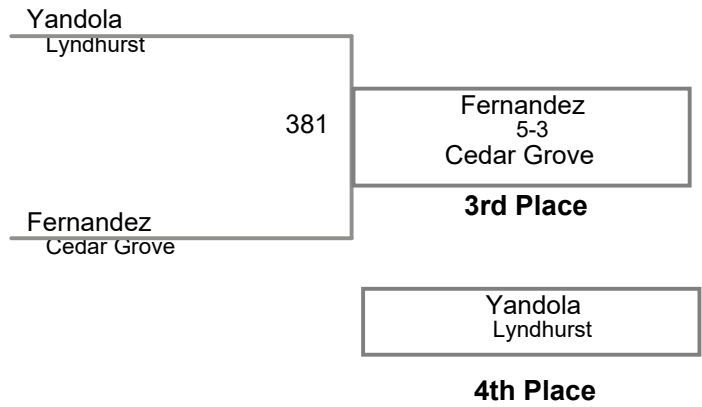 Yandola
Lyndhurst
381
Fernandez
5-3
Cedar Grove
3rd Place
Fernandez
Cedar Grove
Yandola
Lyndhurst
4th Place